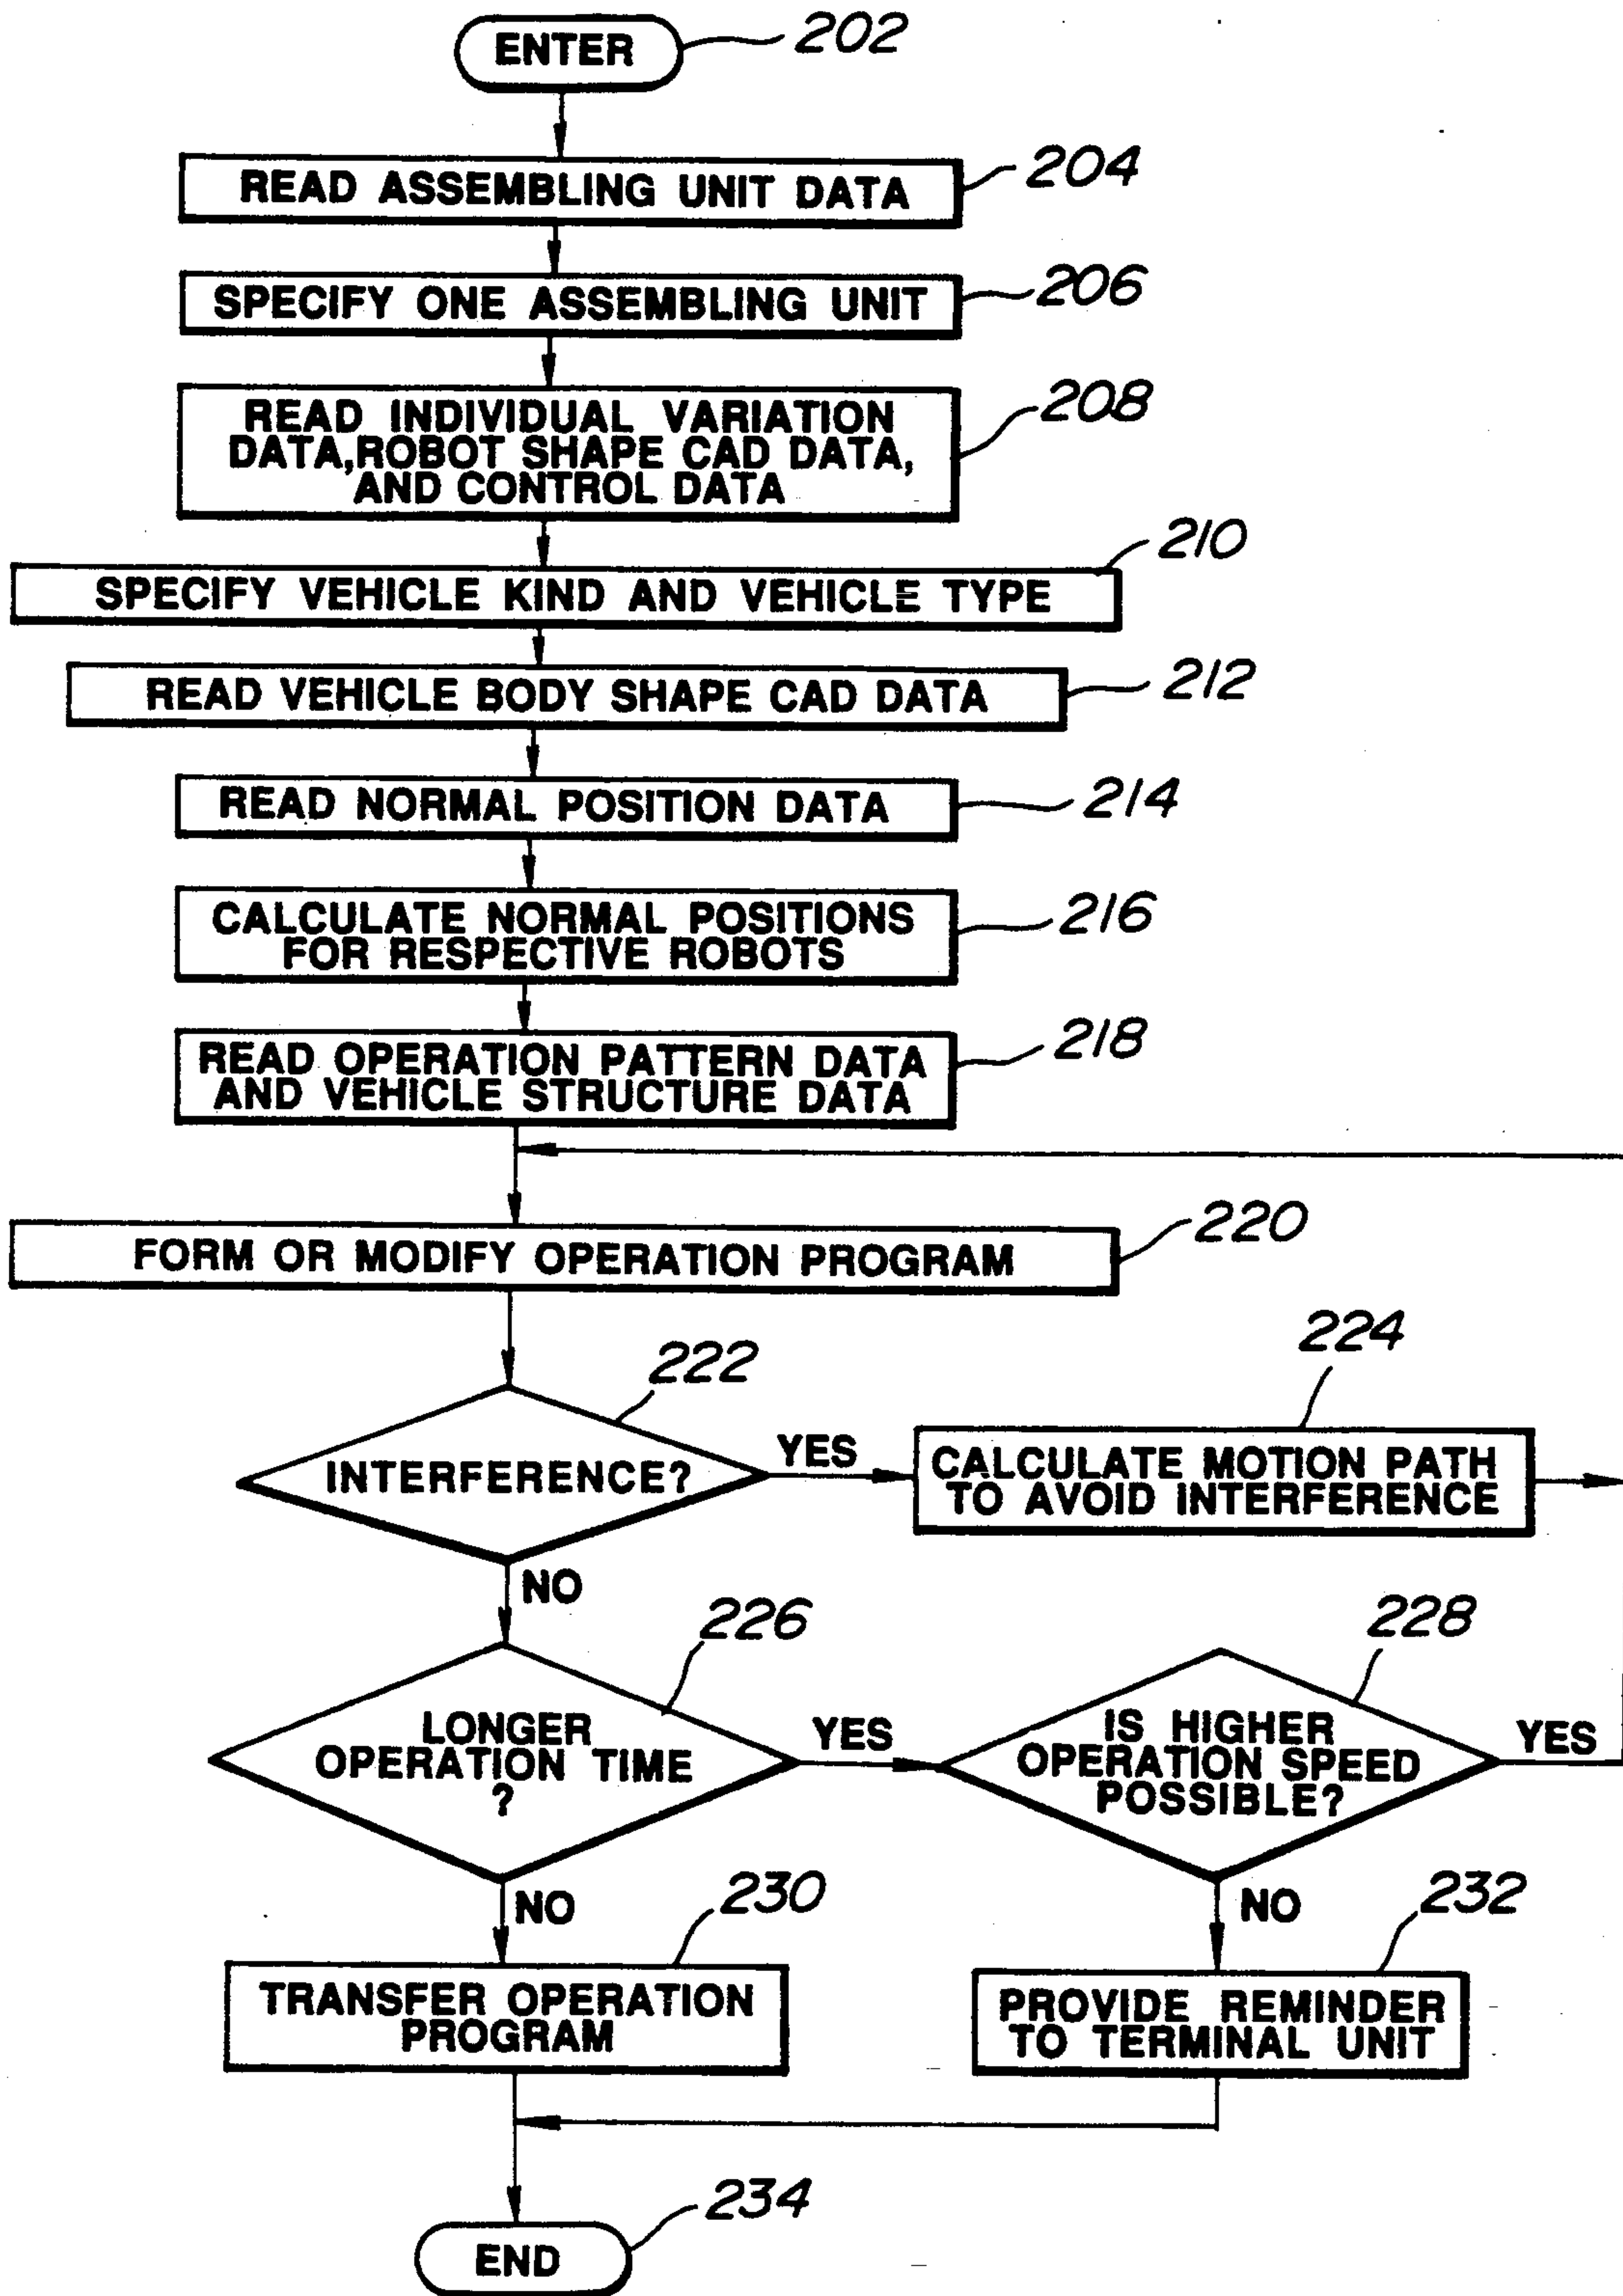 ENTER
202
READ ASSEMBLING UNIT DATA
204
SPECIFY ONE ASSEMBLING UNIT
206
READ INDIVIDUAL VARIATION
DATA,ROBOT SHAPE CAD DATA,
AND CONTROL DATA
208
SPECIFY VEHICLE KIND AND VEHICLE TYPE
210
READ VEHICLE BODY SHAPE CAD DATA
212
READ NORMAL POSITION DATA
214
CALCULATE NORMAL POSITIONS
FOR RESPECTIVE ROBOTS
216
READ OPERATION PATTERN DATA
AND VEHICLE STRUCTURE DATA
218
FORM OR MODIFY OPERATION PROGRAM
220
INTERFERENCE?
222
YES
CALCULATE MOTION PATH
TO AVOID INTERFERENCE
224
NO
LONGER
OPERATION TIME
?
226
YES
IS HIGHER
OPERATION SPEED
POSSIBLE?
228
YES
NO
TRANSFER OPERATION
PROGRAM
230
NO
PROVIDE REMINDER
TO TERMINAL UNIT
232
END
234